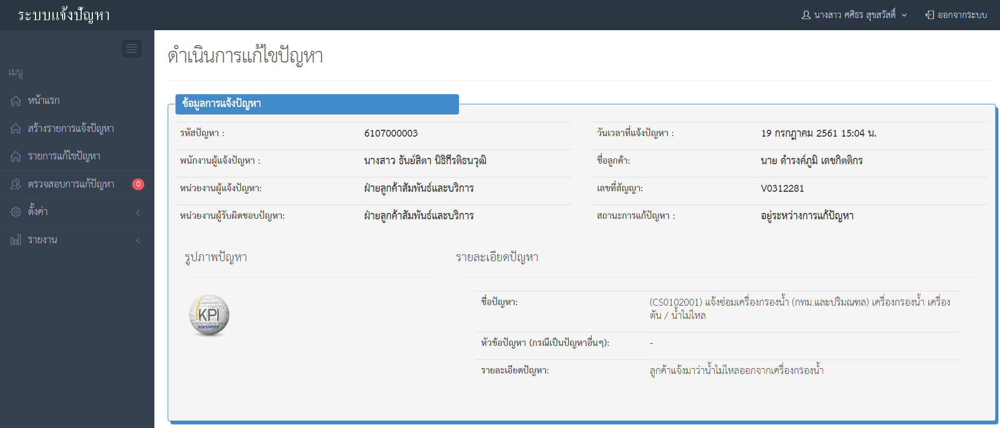 ระบบแจ้งปัญหา
นางสาว ศศิธร สุขสวัสดิ์
ออกจากระบบ
เมนู
หน้าแรก
สร้างรายการแจ้งปัญหา
รายการแก้ไขปัญหา
ตรวจสอบการแก้ปัญหา 0
ตั้งค่า
รายงาน
ดำเนินการแก้ไขปัญหา
ข้อมูลการแจ้งปัญหา
รหัสปัญหา : 6107000003
วันเวลาที่แจ้งปัญหา : 19 กรกฎาคม 2561 15:04 น.
พนักงานผู้แจ้งปัญหา : นางสาว ธันย์สิตา นิธิกีรติธนวุฒิ
ชื่อลูกค้า: นาย ดำรงค์ภูมิ เดชกิตติกร
หน่วยงานผู้แจ้งปัญหา: ฝ่ายลูกค้าสัมพันธ์และบริการ
เลขที่สัญญา: V0312281
หน่วยงานผู้รับผิดชอบปัญหา: ฝ่ายลูกค้าสัมพันธ์และบริการ
สถานะการแก้ปัญหา : อยู่ระหว่างการแก้ปัญหา
รูปภาพปัญหา
measure
achievement
metrics
KPI
performance
assessment
รายละเอียดปัญหา
ชื่อปัญหา: (CS0102001) แจ้งซ่อมเครื่องกรองน้ำ (กทม.และปริมณฑล) เครื่องกรองน้ำ เครื่อง
ตัน / น้ำไม่ไหล
หัวข้อปัญหา (กรณีเป็นปัญหาอื่นๆ): -
รายละเอียดปัญหา: ลูกค้าแจ้งมาว่าน้ำไม่ไหลออกจากเครื่องกรองน้ำ